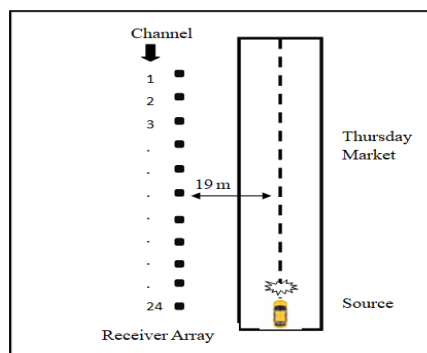 Channel
1
2
3
.
.
.
.
.
.
.
24
Receiver Array
19 m
Thursday
Market
Source